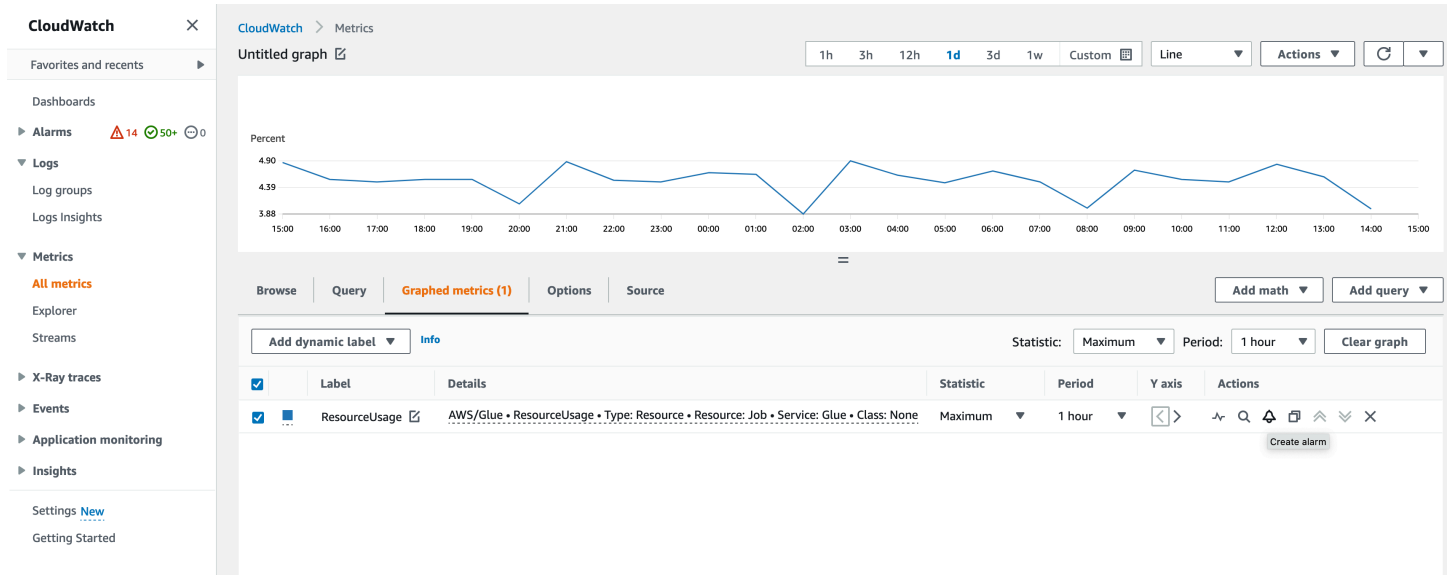 CloudWatch
Favorites and recents
Dashboards
Alarms 14 50+ 0
Logs
Log groups
Logs Insights
Metrics
All metrics
Explorer
Streams
X-Ray traces
Events
Application monitoring
Insights
Settings New
Getting Started
CloudWatch Metrics
Untitled graph
1h 3h 12h 1d 3d 1w Custom Line Actions
Percent
4.90
4.39
3.88
15:00 16:00 17:00 18:00 19:00 20:00 21:00 22:00 23:00 00:00 01:00 02:00 03:00 04:00 05:00 06:00 07:00 08:00 09:00 10:00 11:00 12:00 13:00 14:00 15:00
Browse Query Graphed metrics (1) Options Source Add math Add query
Add dynamic label Info Statistic: Maximum Period: 1 hour Clear graph
Label Details Statistic Period Y axis Actions
ResourceUsage AWS/Glue • ResourceUsage • Type: Resource • Resource: Job • Service: Glue • Class: None Maximum 1 hour
Create alarm